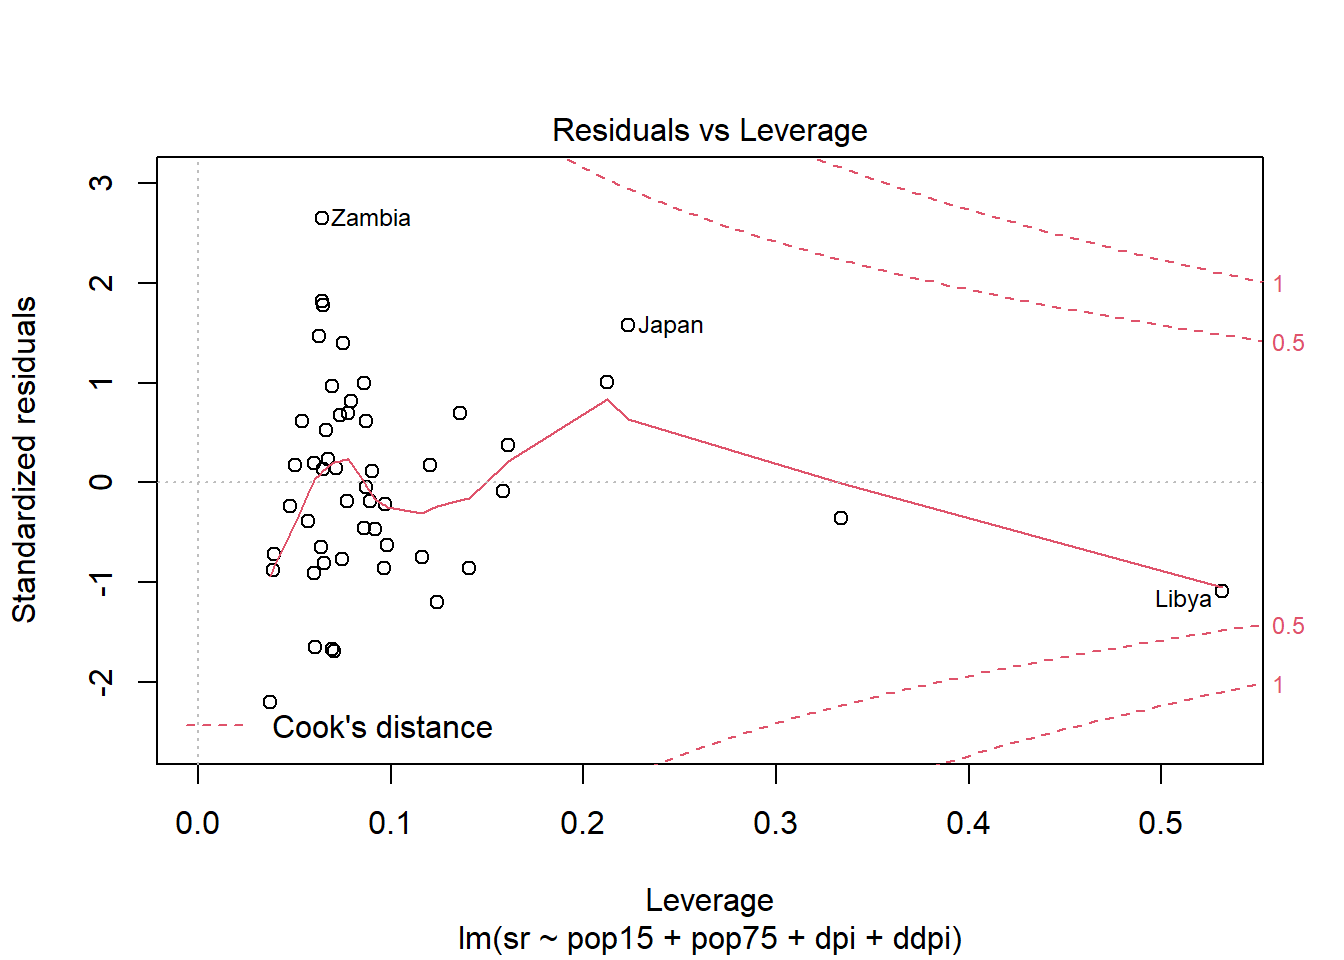 Residuals vs Leverage
3
2
1
0
-1
-2
Standardized residuals
Zambia
Japan
Libya
1
0.5
0.5
1
Cook's distance
0.0
0.1
0.2
0.3
0.4
0.5
Leverage
lm(sr ~ pop15 + pop75 + dpi + ddpi)